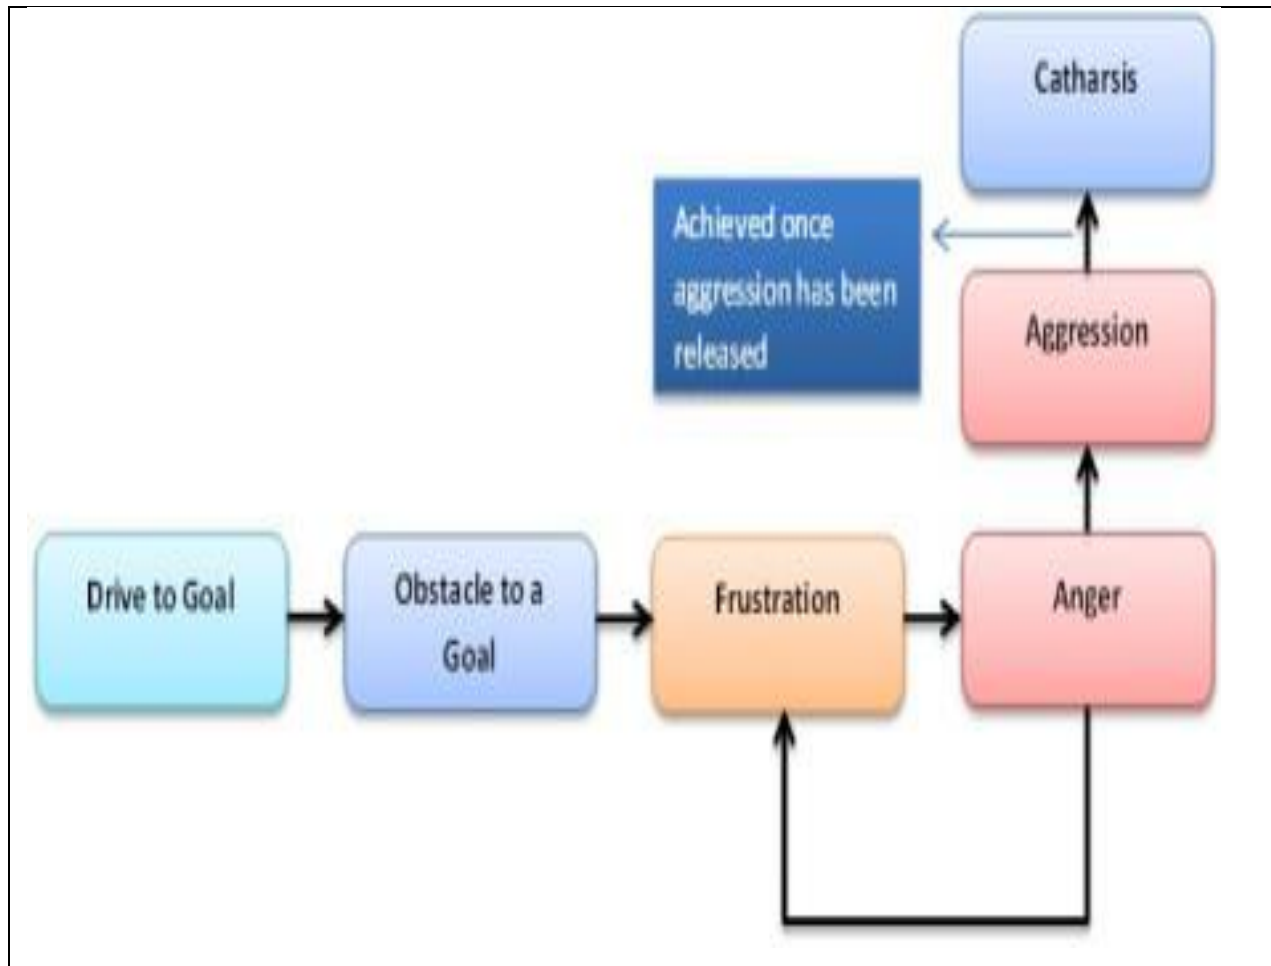 Catharsis
Achieved once
aggression has been
released
Aggression
Drive to Goal
Obstacle to a
Goal
Frustration
Anger